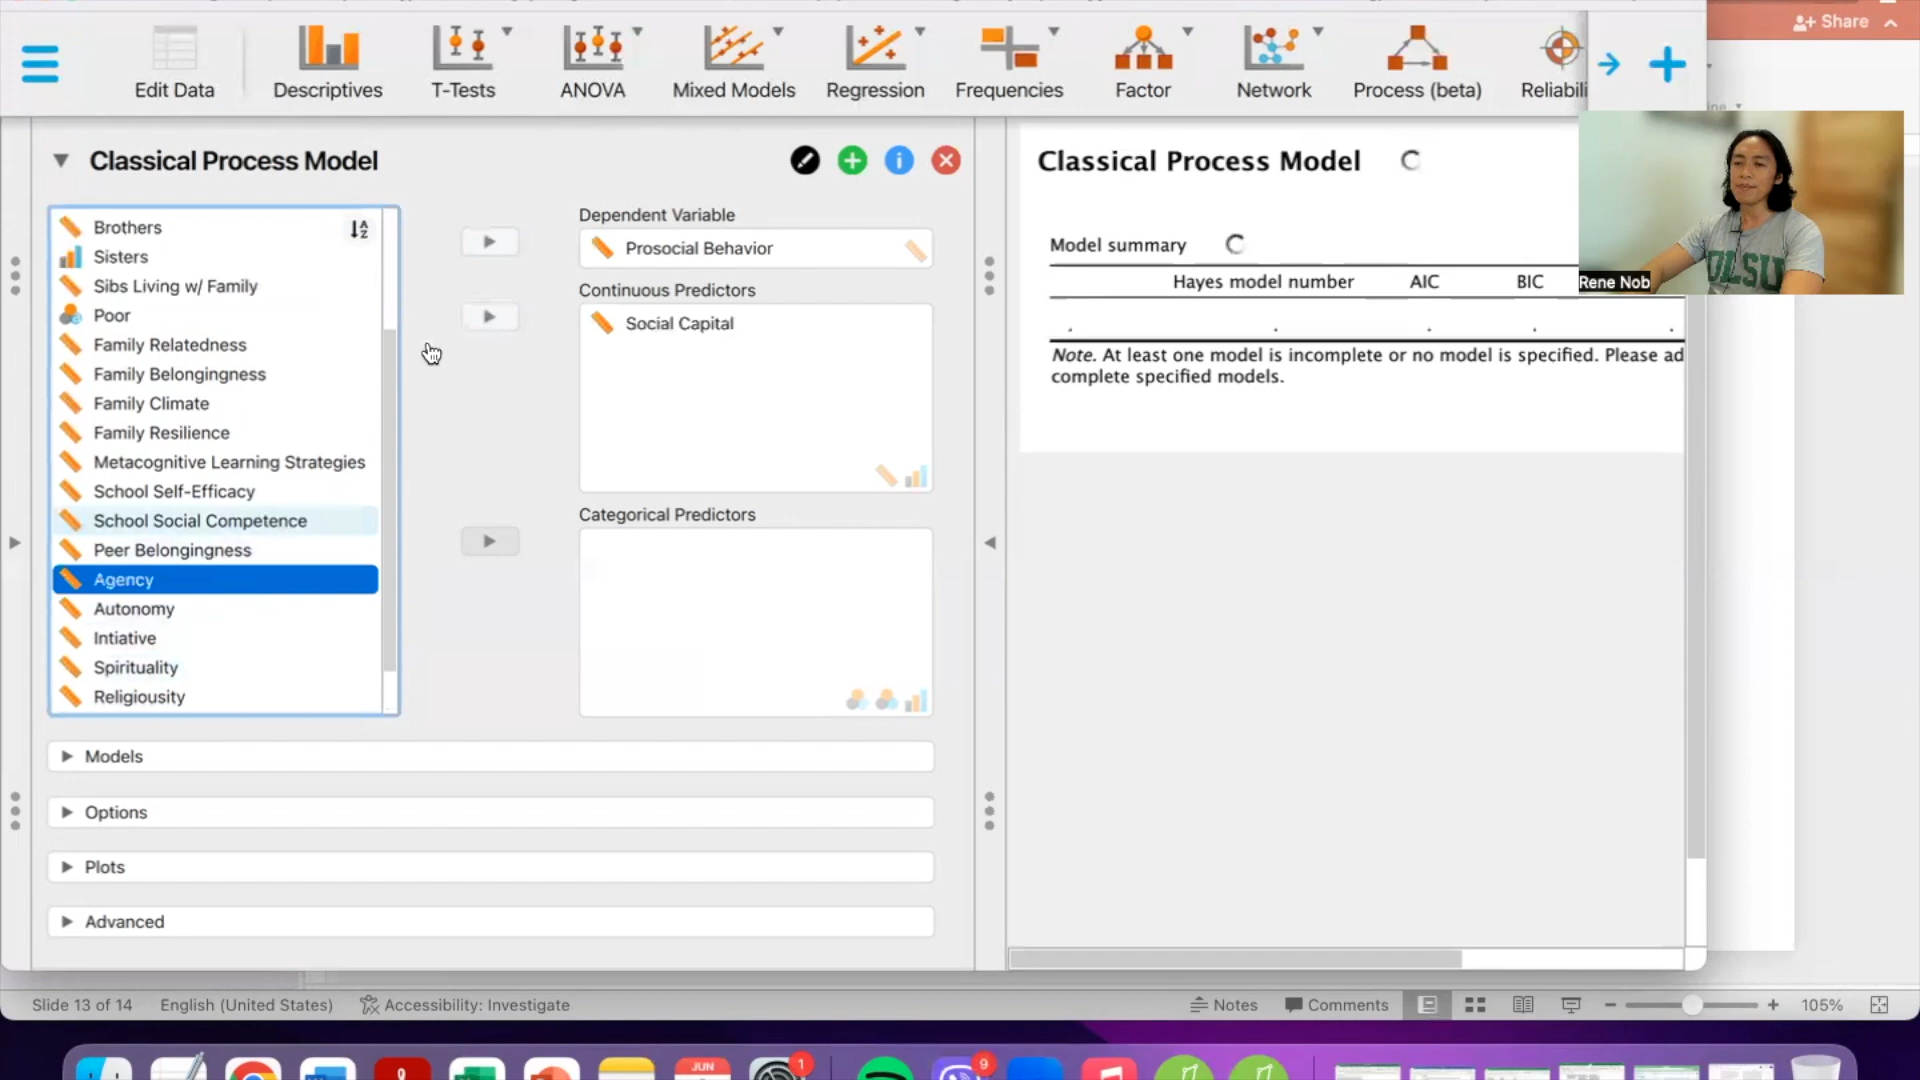 Share
Edit Data
Descriptives
T-Tests
ANOVA
Mixed Models
Regression
Frequencies
Factor
Network
Process (beta)
Reliabili
Classical Process Model
Brothers
Sisters
Sibs Living w/ Family
Poor
Family Relatedness
Family Belongingness
Family Climate
Family Resilience
Metacognitive Learning Strategies
School Self-Efficacy
School Social Competence
Peer Belongingness
Agency
Autonomy
Intiative
Spirituality
Religiousity
Dependent Variable
Prosocial Behavior
Continuous Predictors
Social Capital
Categorical Predictors
Models
Options
Plots
Advanced
Classical Process Model
Model summary
Hayes model number AIC BIC
Note. At least one model is incomplete or no model is specified. Please ad
complete specified models.
DLSU
Rene Nob
Slide 13 of 14 English (United States) Accessibility: Investigate Notes Comments 105%
1
9
JUN